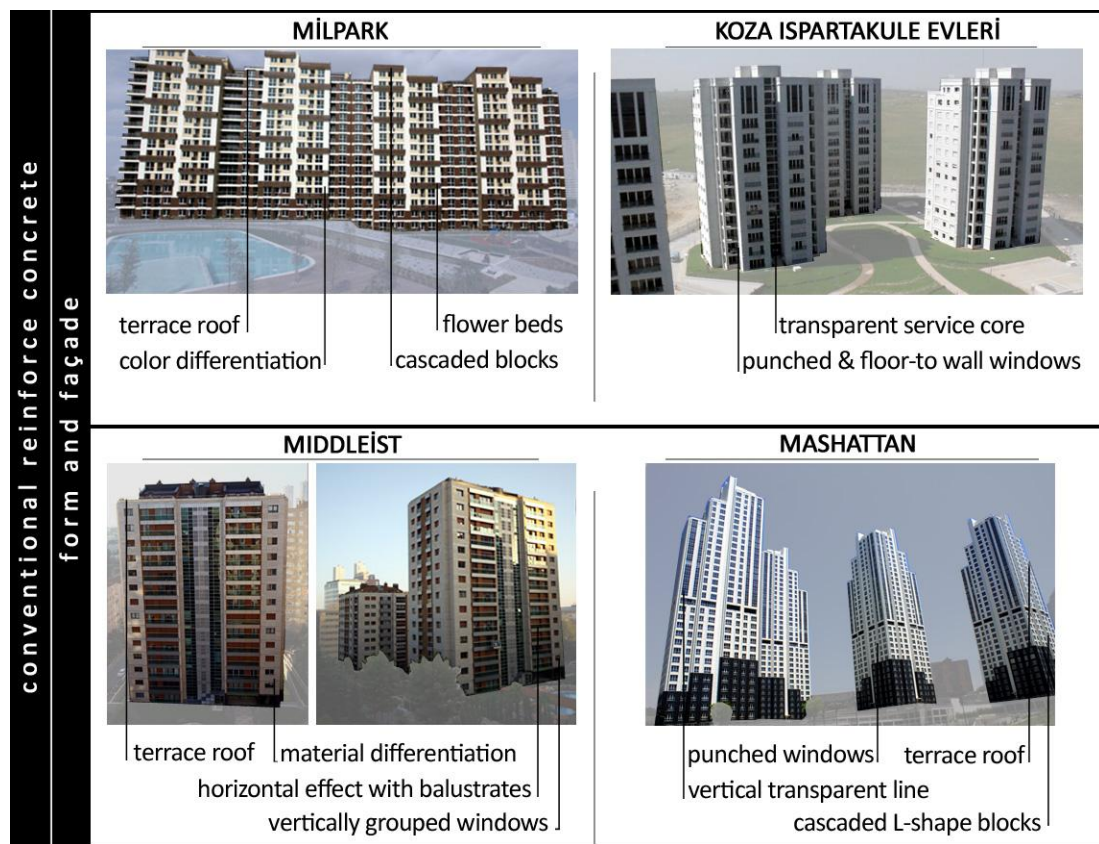 conventional reinforce concrete
form and façade
MİLPARK
terrace roof
flower beds
color differentiation
cascaded blocks
KOZA ISPARTAKULE EVLERİ
transparent service core
punched & floor-to wall windows
MIDDLEİST
terrace roof
material differentiation
horizontal effect with balustrates
vertically grouped windows
MASHATTAN
punched windows
terrace roof
vertical transparent line
cascaded L-shape blocks